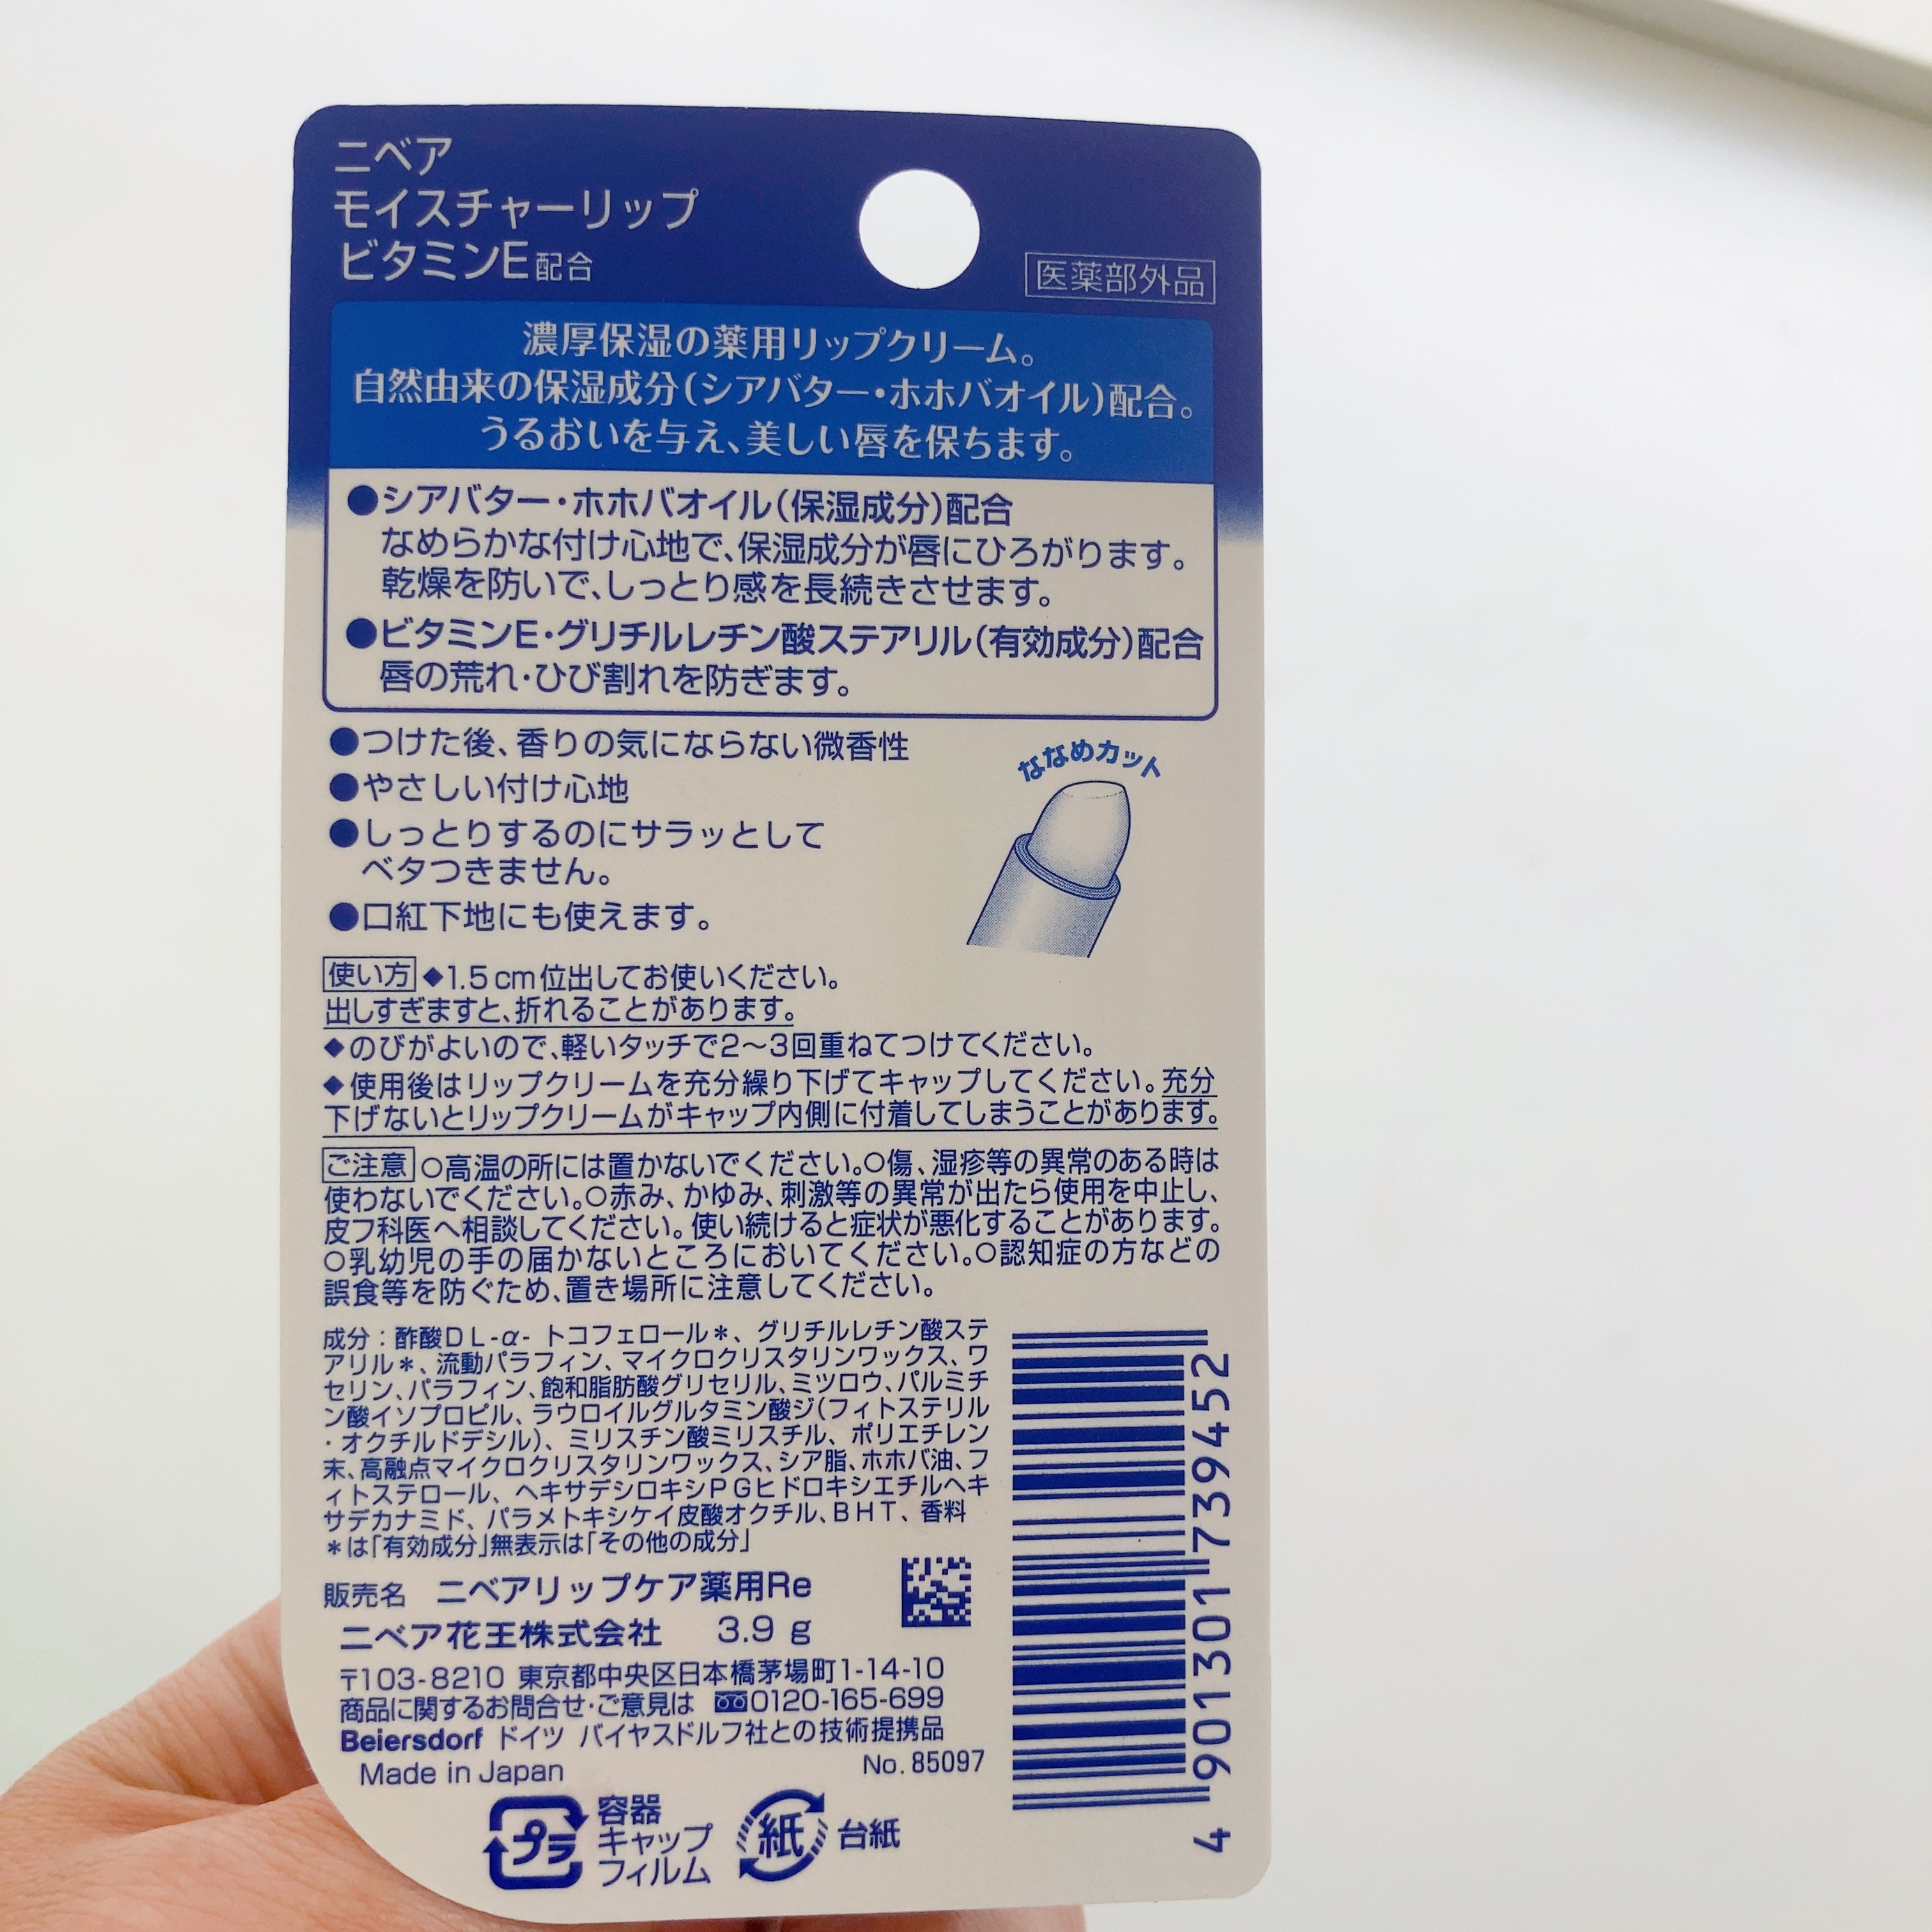 ニベア
モイスチャーリップ
ビタミンE配合
医薬部外品
濃厚保湿の薬用リップクリーム。
自然由来の保湿成分(シアバター・ホホバオイル)配合。
うるおいを与え、美しい唇を保ちます。
●シアバター・ホホバオイル(保湿成分)配合
なめらかな付け心地で、保湿成分が唇にひろがります。
乾燥を防いで、しっとり感を長続きさせます。
●ビタミンE・グリチルレチン酸ステアリル(有効成分)配合
唇の荒れ・ひび割れを防ぎます。
●つけた後、香りの気にならない微香性
●やさしい付け心地
●しっとりするのにサラッとして
ベタつきません。
●口紅下地にも使えます。
ななめカット
使い方 ◆1.5cm位出してお使いください。
出しすぎますと、折れることがあります。
◆のびがよいので、軽いタッチで2〜3回重ねてつけてください。
◆使用後はリップクリームを充分繰り下げてキャップしてください。充分
下げないとリップクリームがキャップ内側に付着してしまうことがあります。
ご注意 ○高温の所には置かないでください。○傷、湿疹等の異常のある時は
使わないでください。○赤み、かゆみ、刺激等の異常が出たら使用を中止し、
皮フ科医へ相談してください。使い続けると症状が悪化することがあります。
○乳幼児の手の届かないところにおいてください。○認知症の方などの
誤食等を防ぐため、置き場所に注意してください。
成分:酢酸DL-α-トコフェロール*、グリチルレチン酸ステ
アリル*、流動パラフィン、マイクロクリスタリンワックス、ワ
セリン、パラフィン、飽和脂肪酸グリセリル、ミツロウ、パルミチ
ン酸イソプロピル、ラウロイルグルタミン酸ジ(フィトステリル
・オクチルドデシル)、ミリスチン酸ミリスチル、ポリエチレン
末、高融点マイクロクリスタリンワックス、シア脂、ホホバ油、フ
ィトステロール、ヘキサデシロキシPGヒドロキシエチルヘキ
サデカナミド、パラメトキシケイ皮酸オクチル、BHT、香料
*は「有効成分」無表示は「その他の成分」
販売名 ニベアリップケア薬用Re
ニベア花王株式会社 3.9 g
〒103-8210 東京都中央区日本橋茅場町1-14-10
商品に関するお問合せ・ご意見は 0120-165-699
Beiersdorf ドイツ バイヤスドルフ社との技術提携品
Made in Japan No.85097
プラ 容器
キャップ
フィルム
紙 台紙
4 901301 739452